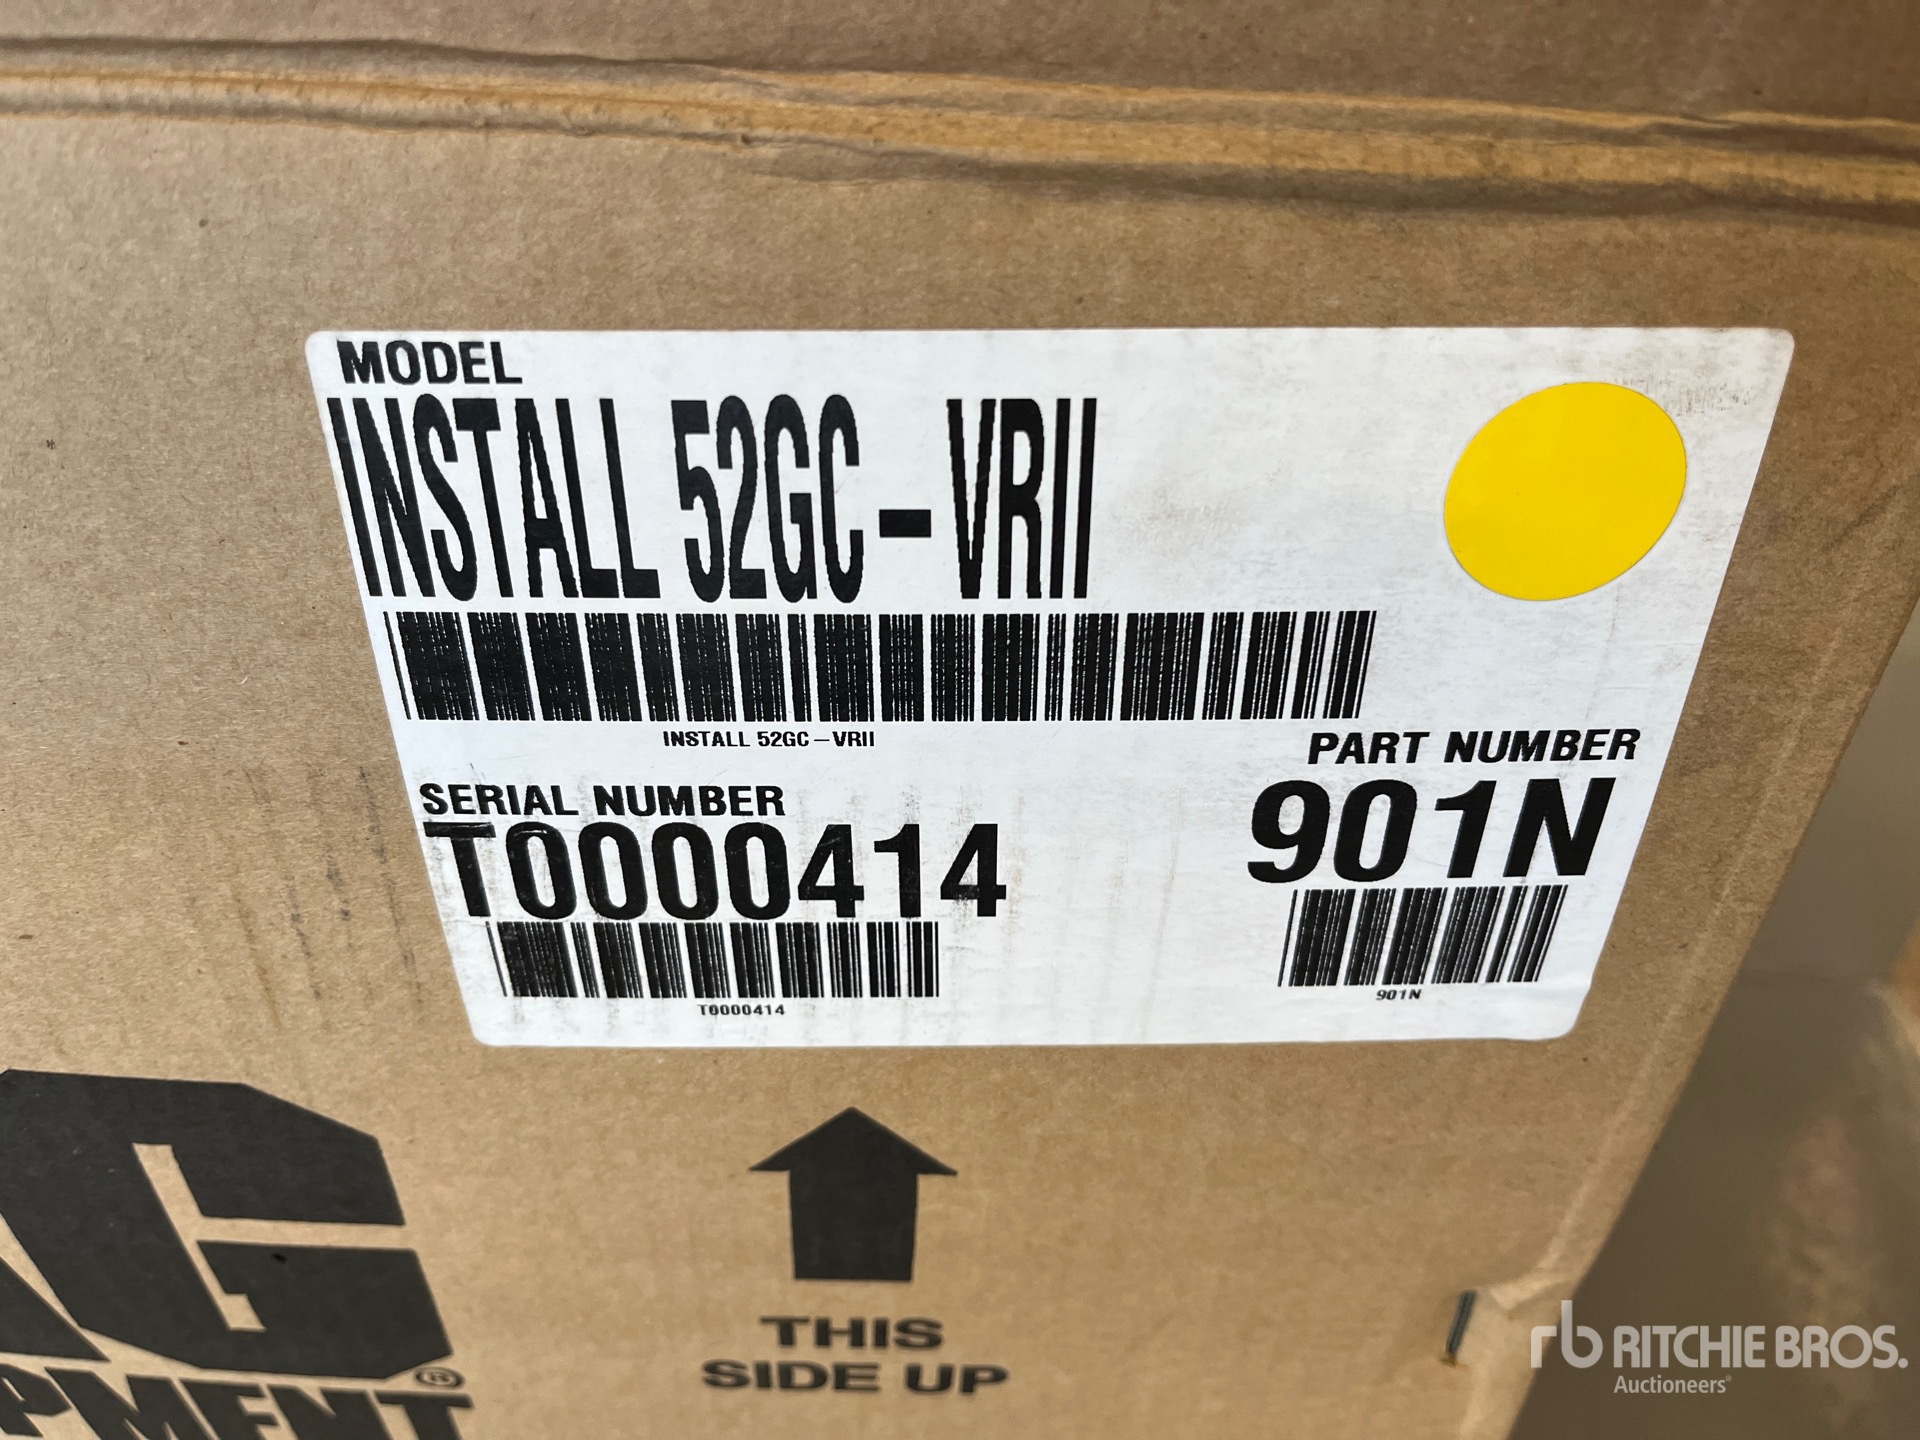 MODEL
INSTALL 52GC-VRII
INSTALL 52GC-VRII
PART NUMBER
901N
901N
SERIAL NUMBER
T0000414
T0000414
THIS
SIDE UP
rb RITCHIE BROS.
Auctioneers